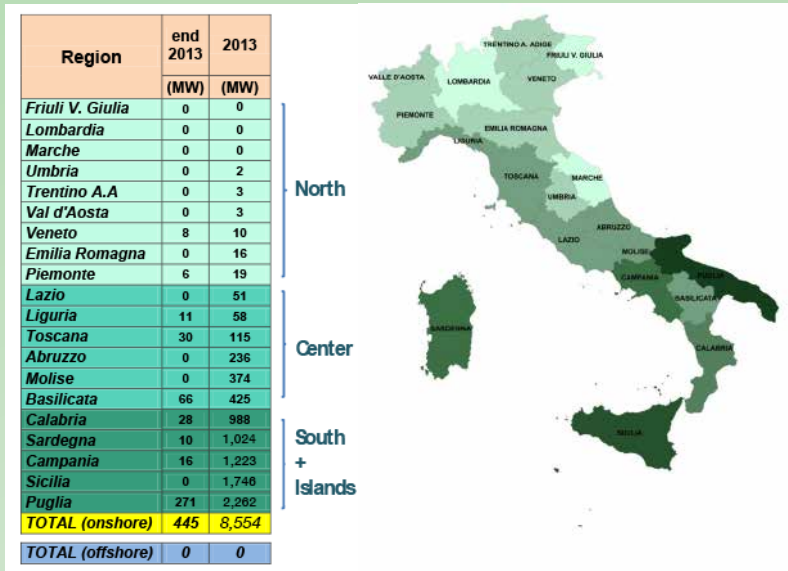 Region end 2013 2013
(MW) (MW)
Friuli V. Giulia 0 0
Lombardia 0 0
Marche 0 0
Umbria 0 2
Trentino A.A 0 3
Val d'Aosta 0 3
Veneto 8 10
Emilia Romagna 0 16
Piemonte 6 19
North
Lazio 0 51
Liguria 11 58
Toscana 30 115
Abruzzo 0 236
Molise 0 374
Basilicata 66 425
Center
Calabria 28 988
Sardegna 10 1,024
Campania 16 1,223
Sicilia 0 1,746
Puglia 271 2,262
South
+
Islands
TOTAL (onshore) 445 8,554
TOTAL (offshore) 0 0
TRENTINO A. ADIGE
FRIULI V. GIULIA
VALLE D'AOSTA
LOMBARDIA
VENETO
PIEMONTE
EMILIA ROMAGNA
LIGURIA
TOSCANA
MARCHE
UMBRIA
ABRUZZO
LAZIO
MOLISE
CAMPANIA
PUGLIA
BASILICATA
SARDEGNA
CALABRIA
SICILIA